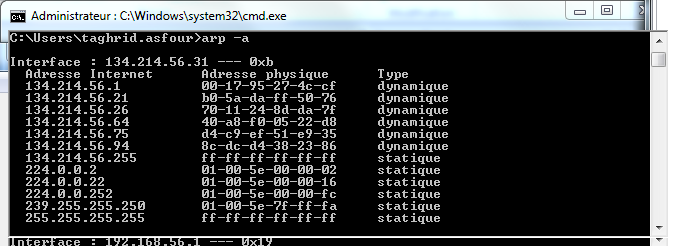 Administrateur : C:\Windows\system32\cmd.exe
C:\Users\taghrid.asfour>arp -a
Interface : 134.214.56.31 --- 0xb
Adresse Internet Adresse physique Type
134.214.56.1 00-17-95-27-4c-cf dynamique
134.214.56.21 b0-5a-da-ff-50-76 dynamique
134.214.56.26 70-11-24-8d-da-7f dynamique
134.214.56.64 40-a8-f0-05-22-d8 dynamique
134.214.56.75 d4-c9-ef-51-e9-35 dynamique
134.214.56.94 8c-dc-d4-38-23-86 dynamique
134.214.56.255 ff-ff-ff-ff-ff-ff statique
224.0.0.2 01-00-5e-00-00-02 statique
224.0.0.22 01-00-5e-00-00-16 statique
224.0.0.252 01-00-5e-00-00-fc statique
239.255.255.250 01-00-5e-7f-ff-fa statique
255.255.255.255 ff-ff-ff-ff-ff-ff statique
Interface : 192.168.56.1 --- 0x19